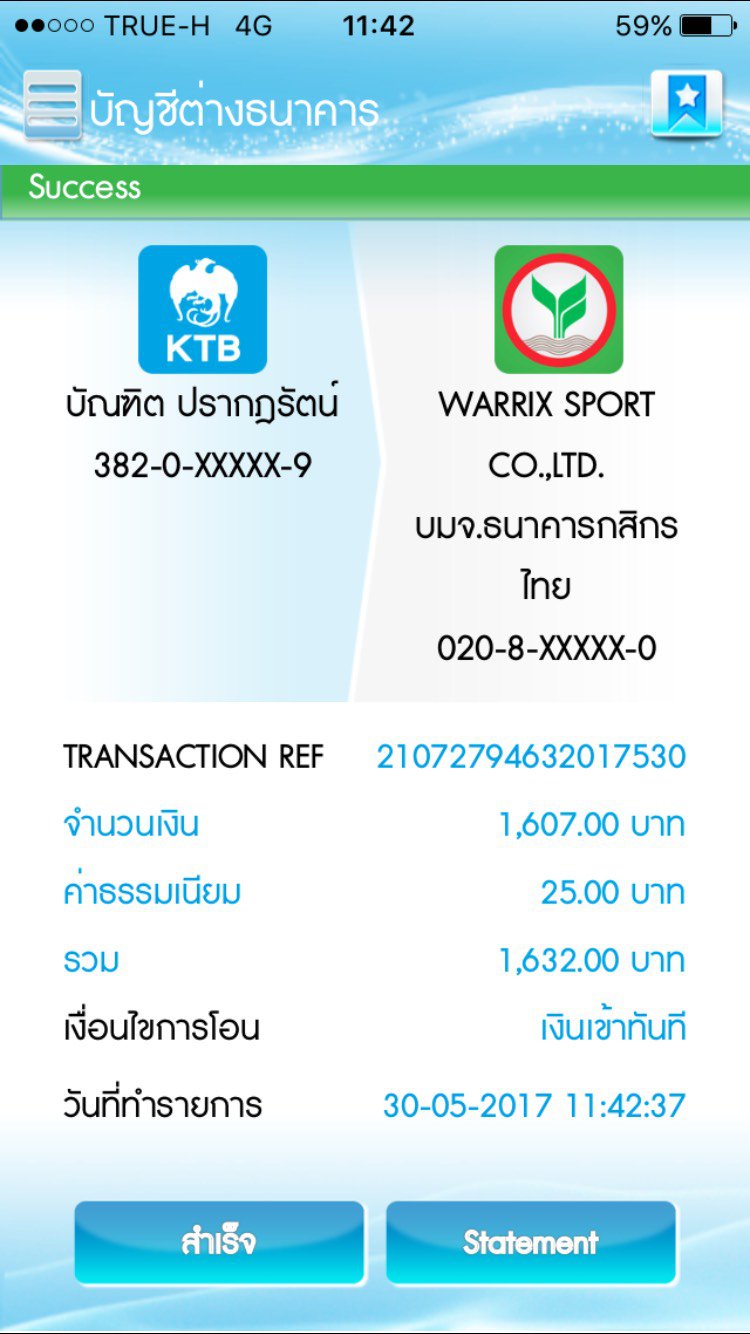 TRUE-H 4G 11:42 59%
บัญชีต่างธนาคาร
Success
KTB
บัณฑิต ปรากฏรัตน์
382-0-XXXXX-9
WARRIX SPORT
CO.,LTD.
บมจ.ธนาคารกสิกร
ไทย
020-8-XXXXX-0
TRANSACTION REF 21072794632017530
จำนวนเงิน 1,607.00 บาท
ค่าธรรมเนียม 25.00 บาท
รวม 1,632.00 บาท
เงื่อนไขการโอน เงินเข้าทันที
วันที่ทำรายการ 30-05-2017 11:42:37
สำเร็จ Statement